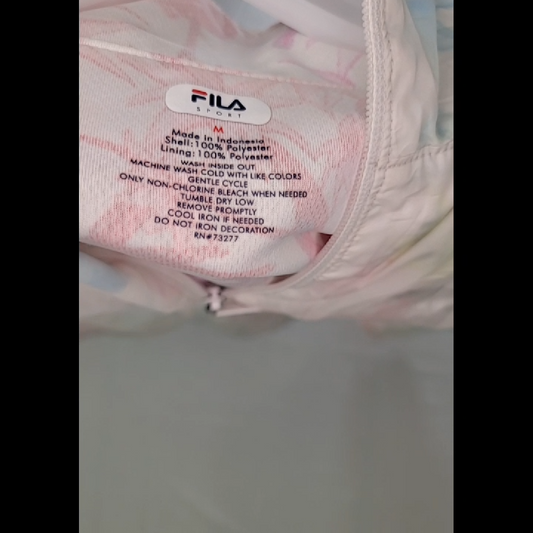 FILA
SPORT
M
Made in Indonesia
Shell: 100% Polyester
Lining: 100% Polyester
WASH INSIDE OUT
MACHINE WASH COLD WITH LIKE COLORS
GENTLE CYCLE
ONLY NON-CHLORINE BLEACH WHEN NEEDED
TUMBLE DRY LOW
REMOVE PROMPTLY
COOL IRON IF NEEDED
DO NOT IRON DECORATION
RN#73277